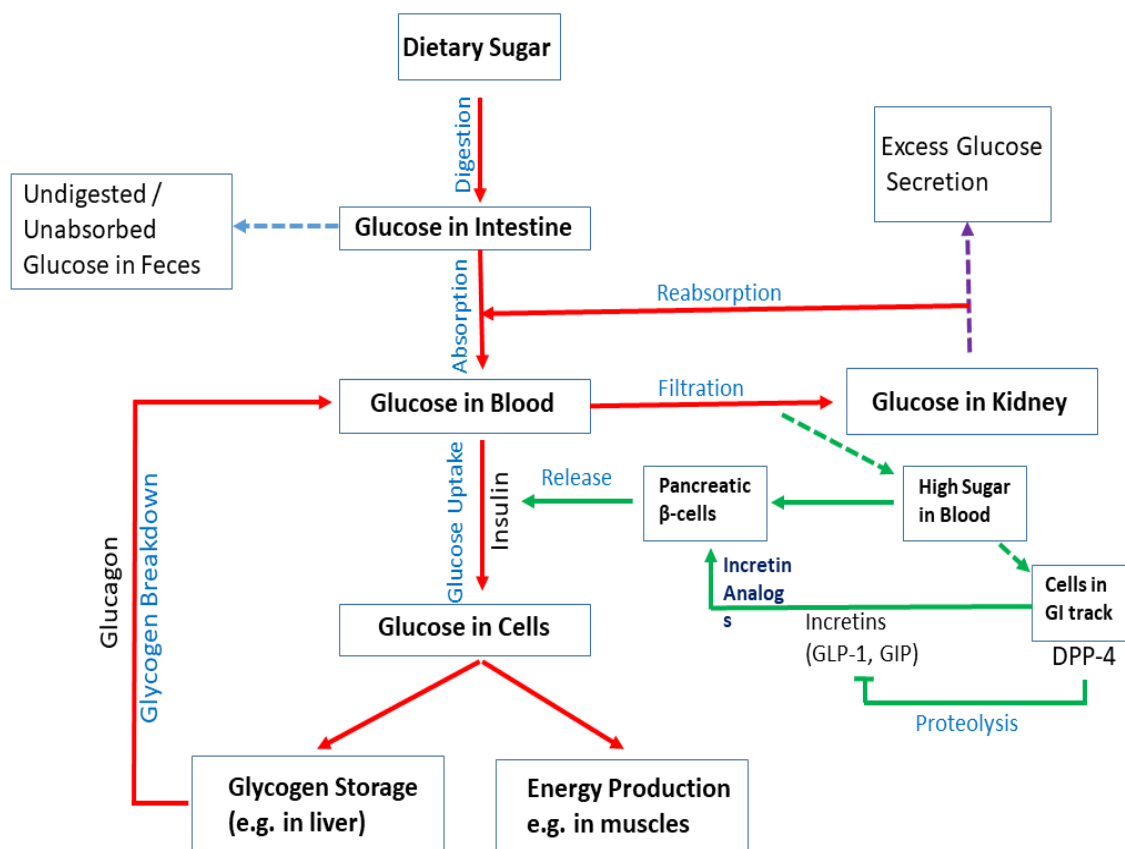 Dietary Sugar
Digestion
Excess Glucose
Secretion
Undigested /
Unabsorbed
Glucose in Feces
Glucose in Intestine
Absorption
Reabsorption
Glucose in Blood
Filtration
Glucose in Kidney
Glucose Uptake
Insulin
Release
Pancreatic
β-cells
High Sugar
in Blood
Glucagon
Glycogen Breakdown
Incretin
Analog
s
Cells in
GI track
Glucose in Cells
Incretins
(GLP-1, GIP)
DPP-4
Proteolysis
Glycogen Storage
(e.g. in liver)
Energy Production
e.g. in muscles